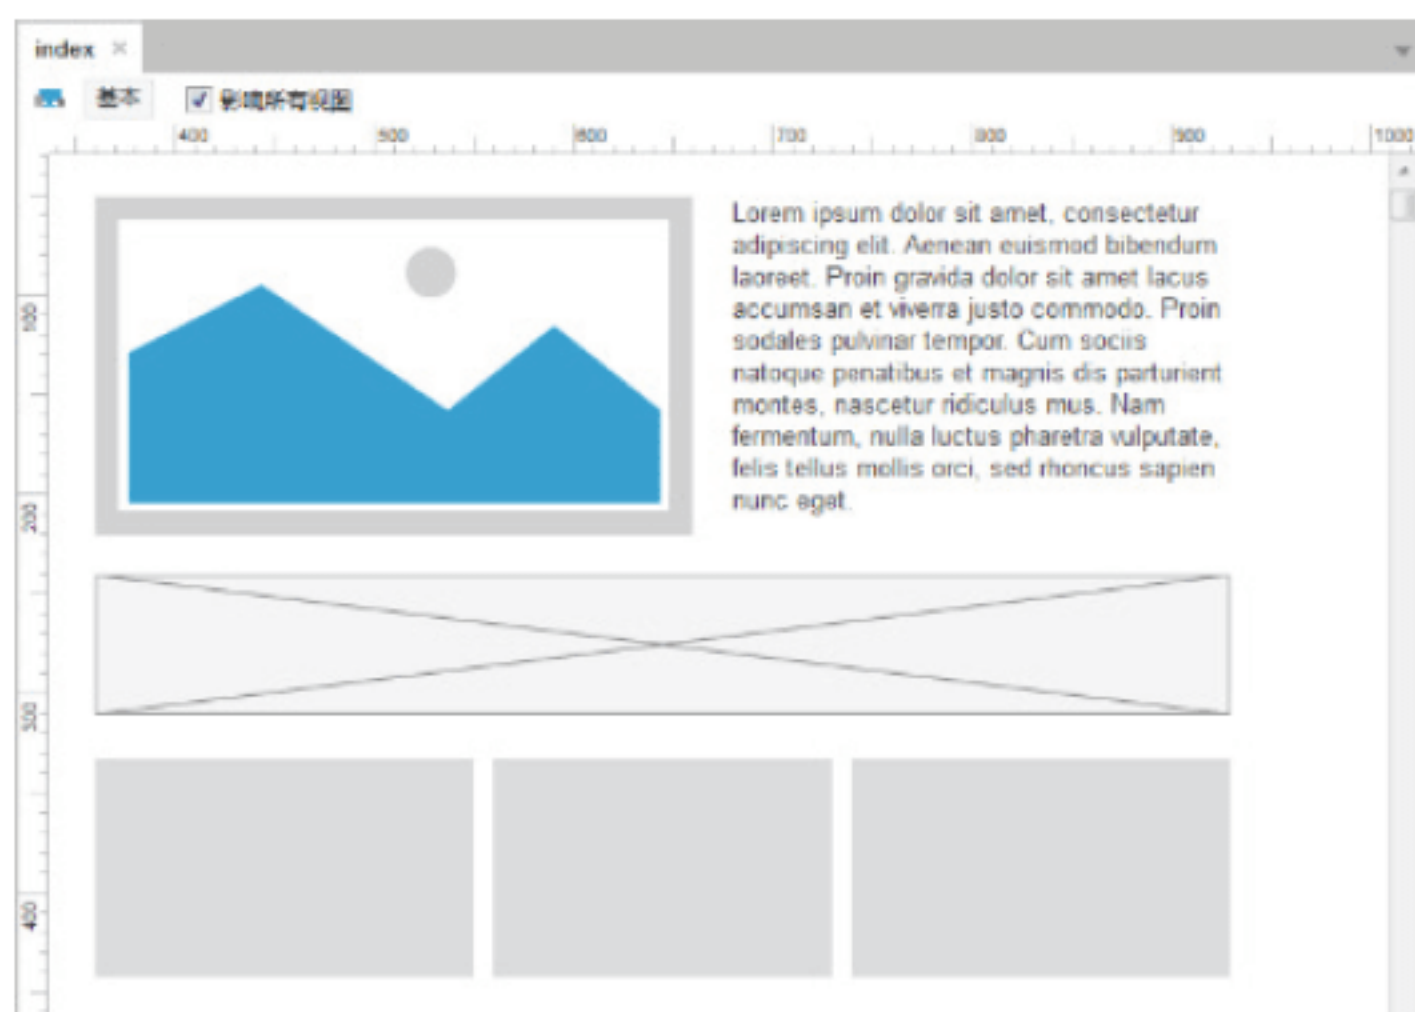 index
基本
影响所有视图
400 500 600 700 800 900 1000
Lorem ipsum dolor sit amet, consectetur
adipiscing elit. Aenean euismod bibendum
laoreet. Proin gravida dolor sit amet lacus
accumsan et viverra justo commodo. Proin
sodales pulvinar tempor. Cum sociis
natoque penatibus et magnis dis parturient
montes, nascetur ridiculus mus. Nam
fermentum, nulla luctus pharetra vulputate,
felis tellus mollis orci, sed rhoncus sapien
nunc eget.
100
200
300
400